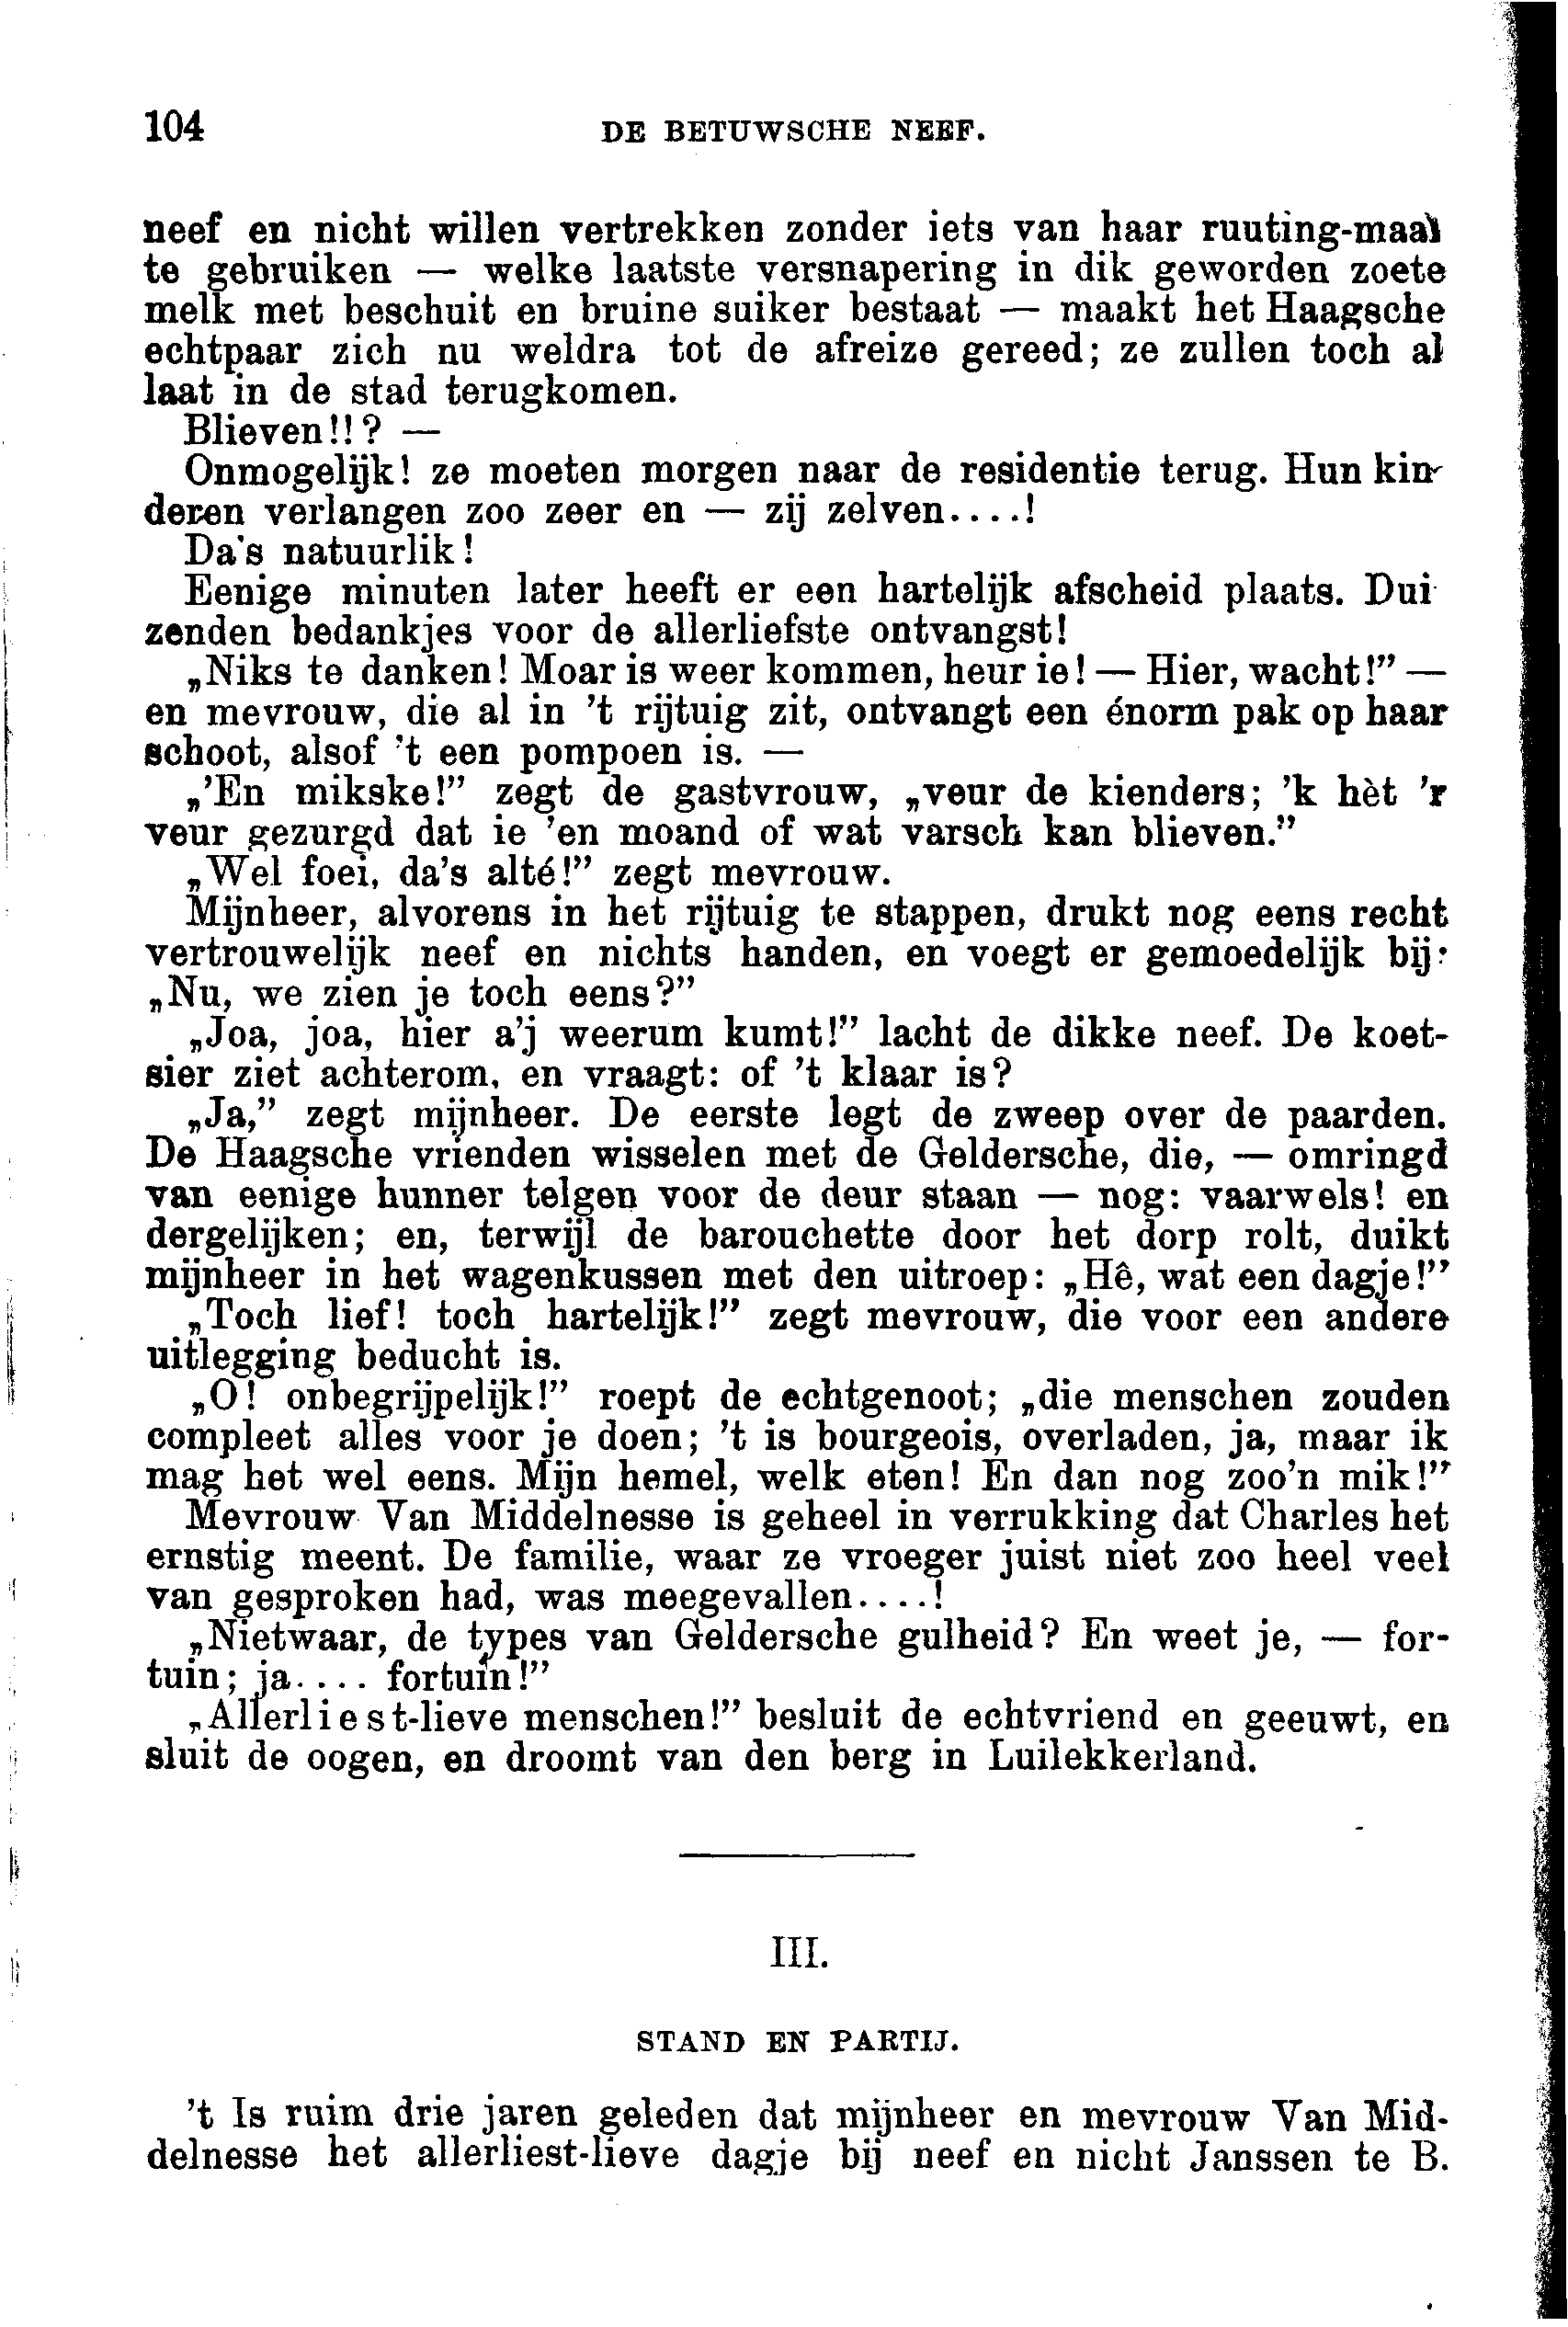 104 DE BETUWSCHE NEEF.
neef en nicht willen vertrekken zonder iets van haar ruuting-maal
te gebruiken — welke laatste versnapering in dik geworden zoete
melk met beschuit en bruine suiker bestaat — maakt het Haagsche
echtpaar zich nu weldra tot de afreize gereed; ze zullen toch al
laat in de stad terugkomen.
Blieven!!? —
Onmogelijk! ze moeten morgen naar de residentie terug. Hun kin-
deren verlangen zoo zeer en — zij zelven....!
Da's natuurlik!
Eenige minuten later heeft er een hartelijk afscheid plaats. Dui-
zenden bedankjes voor de allerliefste ontvangst!
„Niks te danken! Moar is weer kommen, heur ie! — Hier, wacht!” —
en mevrouw, die al in 't rijtuig zit, ontvangt een énorm pak op haar
schoot, alsof 't een pompoen is. —
„'En mikske!” zegt de gastvrouw, „veur de kienders; 'k hèt 'r
veur gezurgd dat ie 'en moand of wat varsch kan blieven.”
„Wel foei, da's alté!” zegt mevrouw.
Mijnheer, alvorens in het rijtuig te stappen, drukt nog eens recht
vertrouwelijk neef en nichts handen, en voegt er gemoedelijk bij:
„Nu, we zien je toch eens?”
„Joa, joa, hier a'j weerum kumt!” lacht de dikke neef. De koet-
sier ziet achterom, en vraagt: of 't klaar is?
„Ja,” zegt mijnheer. De eerste legt de zweep over de paarden.
De Haagsche vrienden wisselen met de Geldersche, die, — omringd
van eenige hunner telgen voor de deur staan — nog: vaarwels! en
dergelijken; en, terwijl de barouchette door het dorp rolt, duikt
mijnheer in het wagenkussen met den uitroep: „Hê, wat een dagje!”
„Toch lief! toch hartelijk!” zegt mevrouw, die voor een andere
uitlegging beducht is.
„O! onbegrijpelijk!” roept de echtgenoot; „die menschen zouden
compleet alles voor je doen; 't is bourgeois, overladen, ja, maar ik
mag het wel eens. Mijn hemel, welk eten! En dan nog zoo'n mik!”
Mevrouw Van Middelnesse is geheel in verrukking dat Charles het
ernstig meent. De familie, waar ze vroeger juist niet zoo heel veel
van gesproken had, was meegevallen....!
„Nietwaar, de types van Geldersche gulheid? En weet je, — for-
tuin; ja.... fortuin!”
„Allerliest-lieve menschen!” besluit de echtvriend en geeuwt, en
sluit de oogen, en droomt van den berg in Luilekkerland.
III.
STAND EN PARTIJ.
't Is ruim drie jaren geleden dat mijnheer en mevrouw Van Mid-
delnesse het allerliest-lieve dagje bij neef en nicht Janssen te B.